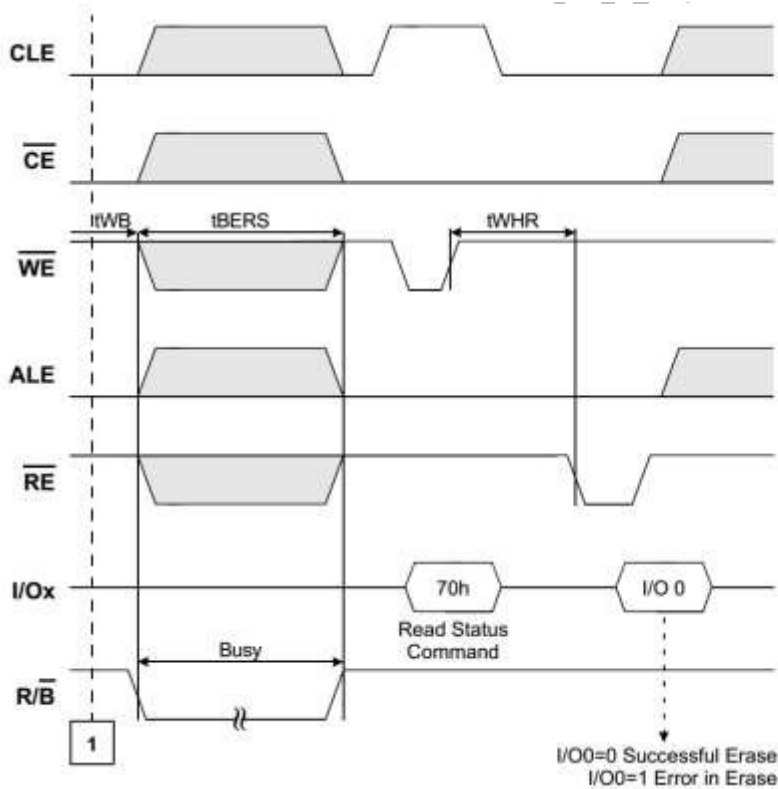 CLE
CE
tWB
tBERS
tWHR
WE
ALE
RE
I/Ox
70h
I/O 0
Read Status
Command
Busy
R/B
1
I/O0=0 Successful Erase
I/O0=1 Error in Erase